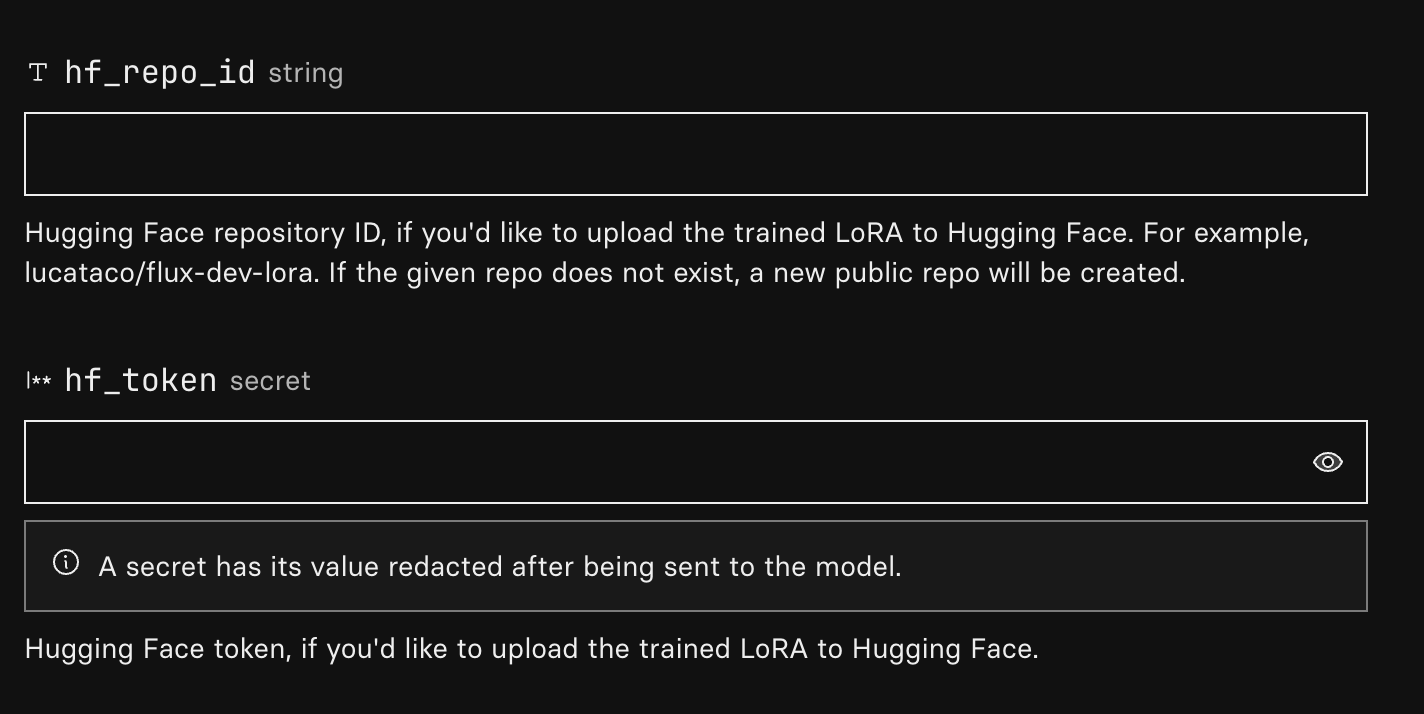 T hf_repo_id string
Hugging Face repository ID, if you'd like to upload the trained LoRA to Hugging Face. For example,
lucataco/flux-dev-lora. If the given repo does not exist, a new public repo will be created.
|** hf_token secret
A secret has its value redacted after being sent to the model.
Hugging Face token, if you'd like to upload the trained LoRA to Hugging Face.